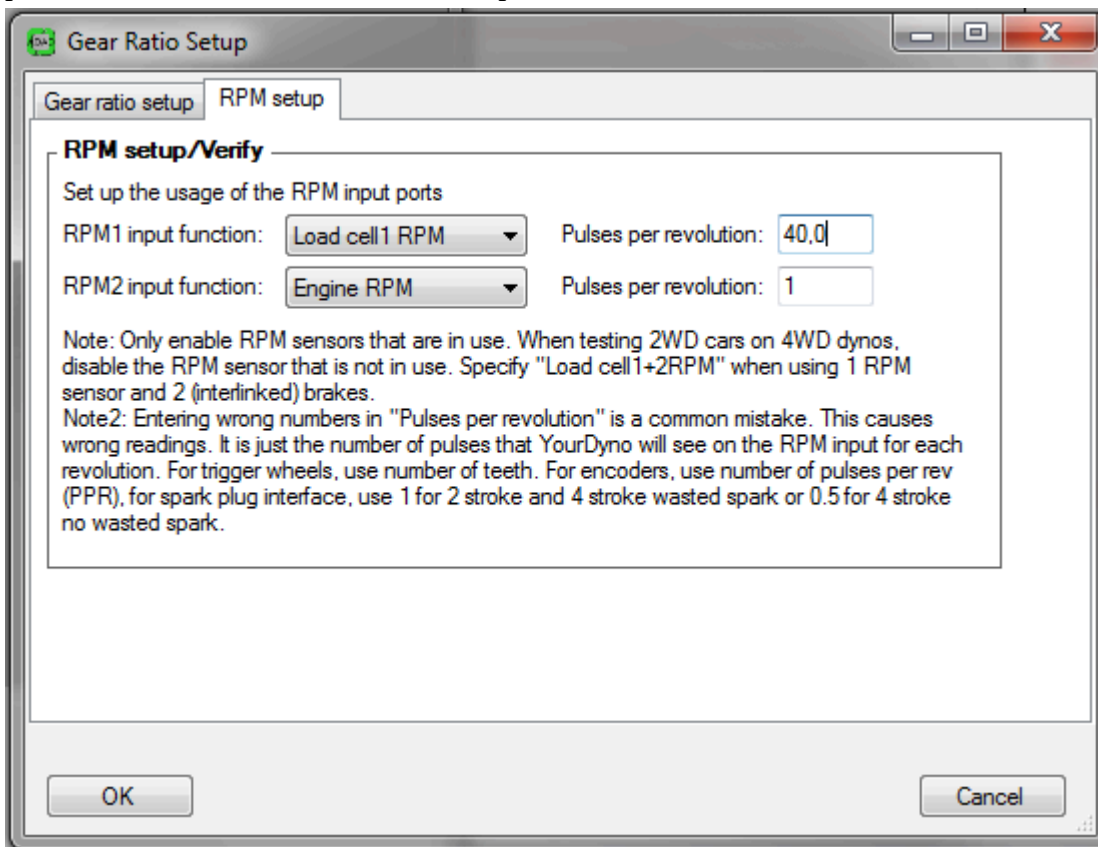 Gear Ratio Setup
Gear ratio setup RPM setup
RPM setup/Verify
Set up the usage of the RPM input ports
RPM1 input function: Load cell1 RPM Pulses per revolution: 40,0
RPM2 input function: Engine RPM Pulses per revolution: 1
Note: Only enable RPM sensors that are in use. When testing 2WD cars on 4WD dynos,
disable the RPM sensor that is not in use. Specify "Load cell1+2RPM" when using 1 RPM
sensor and 2 (interlinked) brakes.
Note2: Entering wrong numbers in "Pulses per revolution" is a common mistake. This causes
wrong readings. It is just the number of pulses that YourDyno will see on the RPM input for each
revolution. For trigger wheels, use number of teeth. For encoders, use number of pulses per rev
(PPR), for spark plug interface, use 1 for 2 stroke and 4 stroke wasted spark or 0.5 for 4 stroke
no wasted spark.
OK Cancel